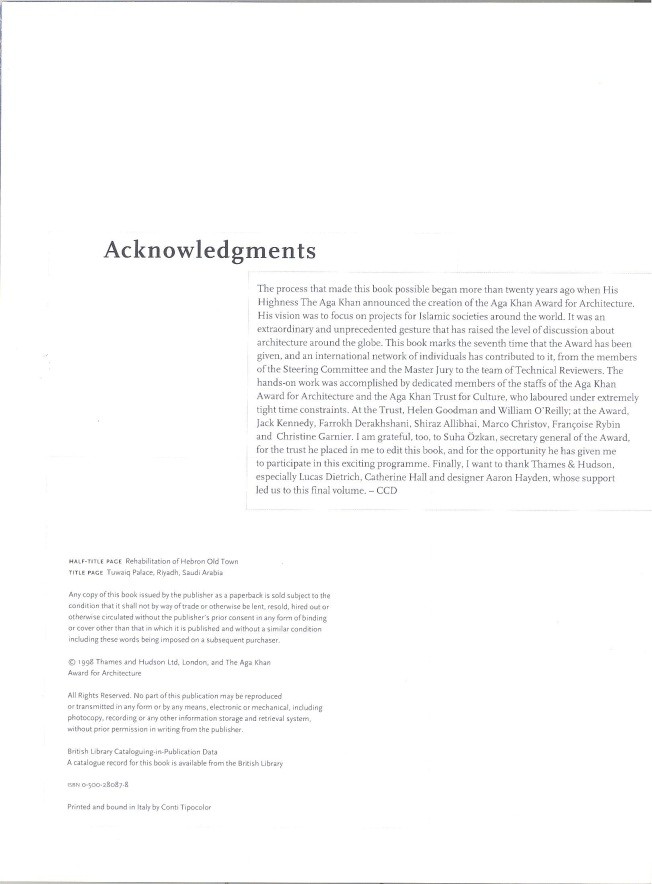 Acknowledgments
The process that made this book possible began more than twenty years ago when His
Highness The Aga Khan announced the creation of the Aga Khan Award for Architecture.
His vision was to focus on projects for Islamic societies around the world. It was an
extraordinary and unprecedented gesture that has raised the level of discussion about
architecture around the globe. This book marks the seventh time that the Award has been
given, and an international network of individuals has contributed to it, from the members
of the Steering Committee and the Master Jury to the team of Technical Reviewers. The
hands-on work was accomplished by dedicated members of the staffs of the Aga Khan
Award for Architecture and the Aga Khan Trust for Culture, who laboured under extremely
tight time constraints. At the Trust, Helen Goodman and William O'Reilly; at the Award,
Jack Kennedy, Farrokh Derakhshani, Shiraz Allibhai, Marco Christov, Françoise Rybin
and Christine Garnier. I am grateful, too, to Suha Özkan, secretary general of the Award,
for the trust he placed in me to edit this book, and for the opportunity he has given me
to participate in this exciting programme. Finally, I want to thank Thames & Hudson,
especially Lucas Dietrich, Catherine Hall and designer Aaron Hayden, whose support
led us to this final volume. – CCD
HALF-TITLE PAGE Rehabilitation of Hebron Old Town
TITLE PAGE Tuwaiq Palace, Riyadh, Saudi Arabia
Any copy of this book issued by the publisher as a paperback is sold subject to the
condition that it shall not by way of trade or otherwise be lent, resold, hired out or
otherwise circulated without the publisher's prior consent in any form of binding
or cover other than that in which it is published and without a similar condition
including these words being imposed on a subsequent purchaser.
© 1998 Thames and Hudson Ltd, London, and The Aga Khan
Award for Architecture
All Rights Reserved. No part of this publication may be reproduced
or transmitted in any form or by any means, electronic or mechanical, including
photocopy, recording or any other information storage and retrieval system,
without prior permission in writing from the publisher.
British Library Cataloguing-in-Publication Data
A catalogue record for this book is available from the British Library
ISBN 0-500-28087-8
Printed and bound in Italy by Conti Tipocolor